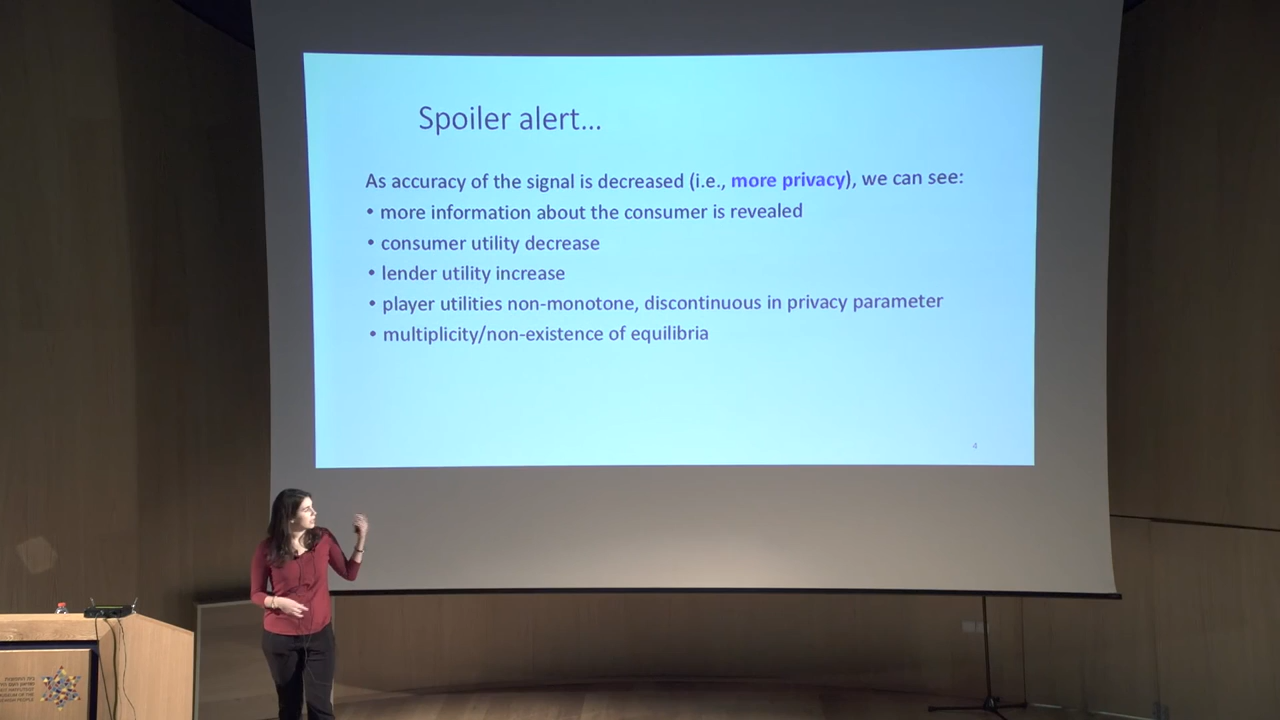 Spoiler alert...
As accuracy of the signal is decreased (i.e., more privacy), we can see:
• more information about the consumer is revealed
• consumer utility decrease
• lender utility increase
• player utilities non-monotone, discontinuous in privacy parameter
• multiplicity/non-existence of equilibria
4